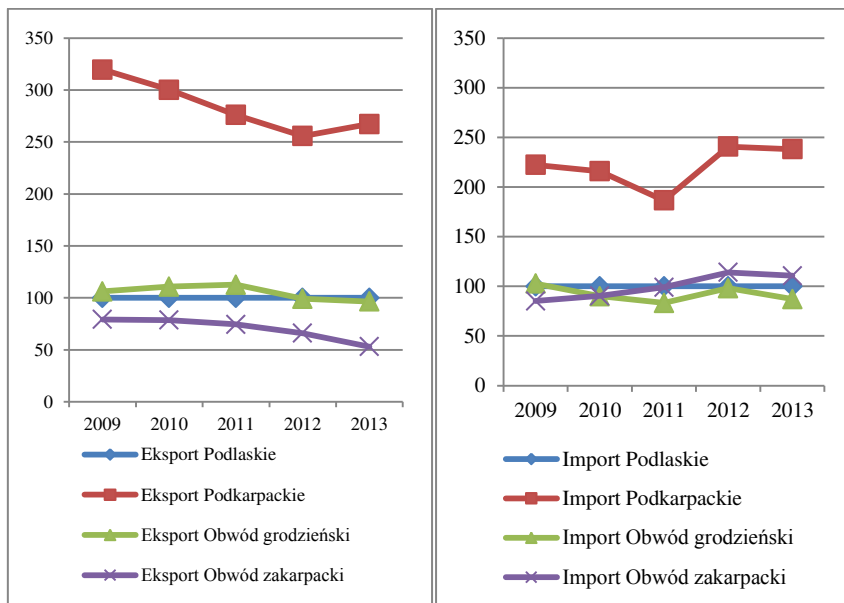 350
300
250
200
150
100
50
0
2009 2010 2011 2012 2013
Eksport Podlaskie
Eksport Podkarpackie
Eksport Obwód grodzieński
Eksport Obwód zakarpacki
350
300
250
200
150
100
50
0
2009 2010 2011 2012 2013
Import Podlaskie
Import Podkarpackie
Import Obwód grodzieński
Import Obwód zakarpacki